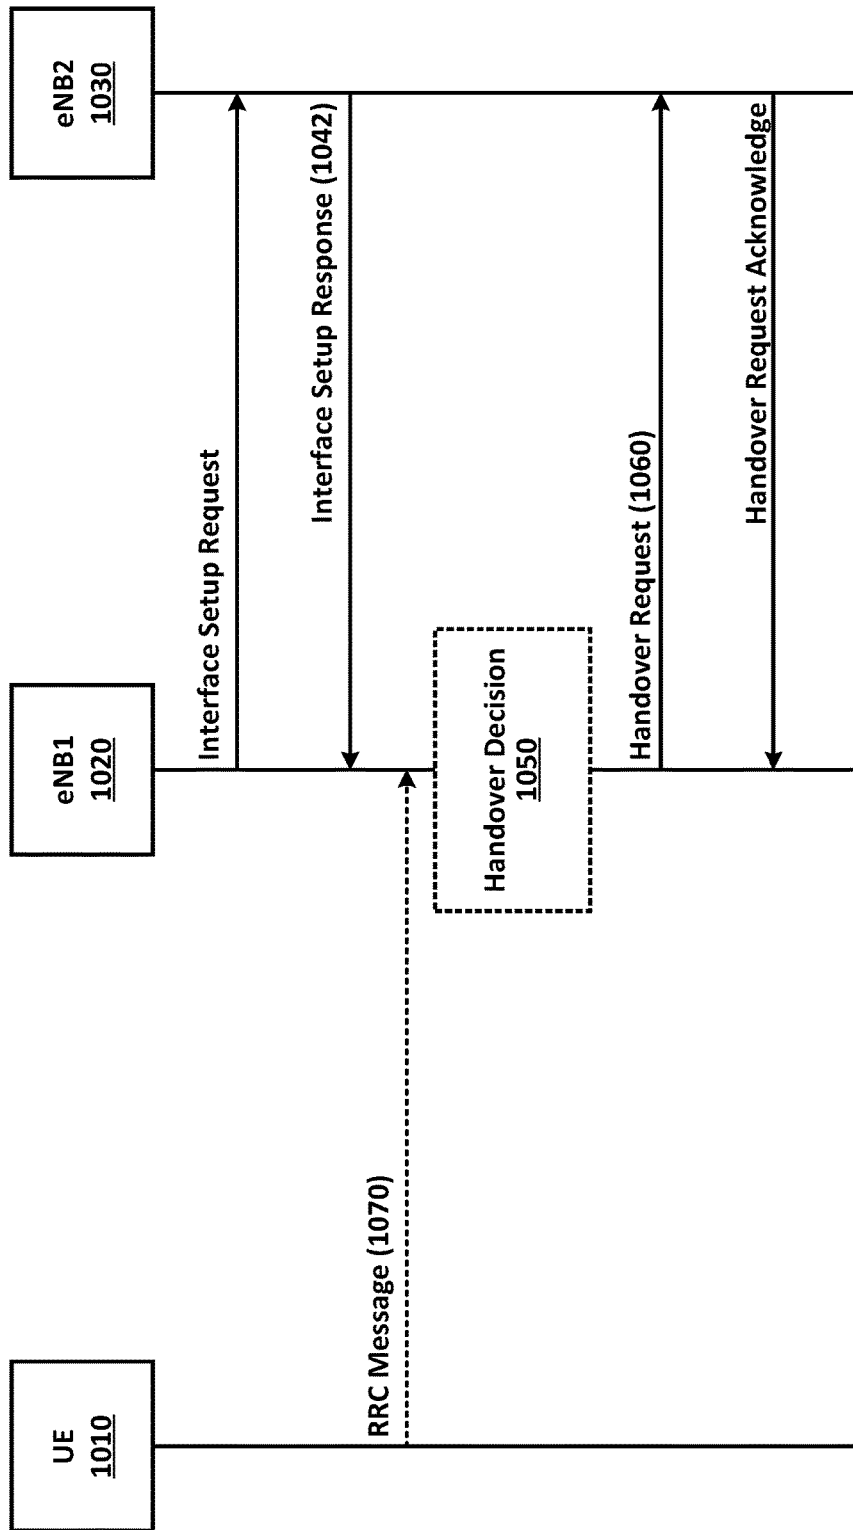 UE
1010
eNB1
1020
eNB2
1030
Interface Setup Request
Interface Setup Response (1042)
RRC Message (1070)
Handover Decision
1050
Handover Request (1060)
Handover Request Acknowledge